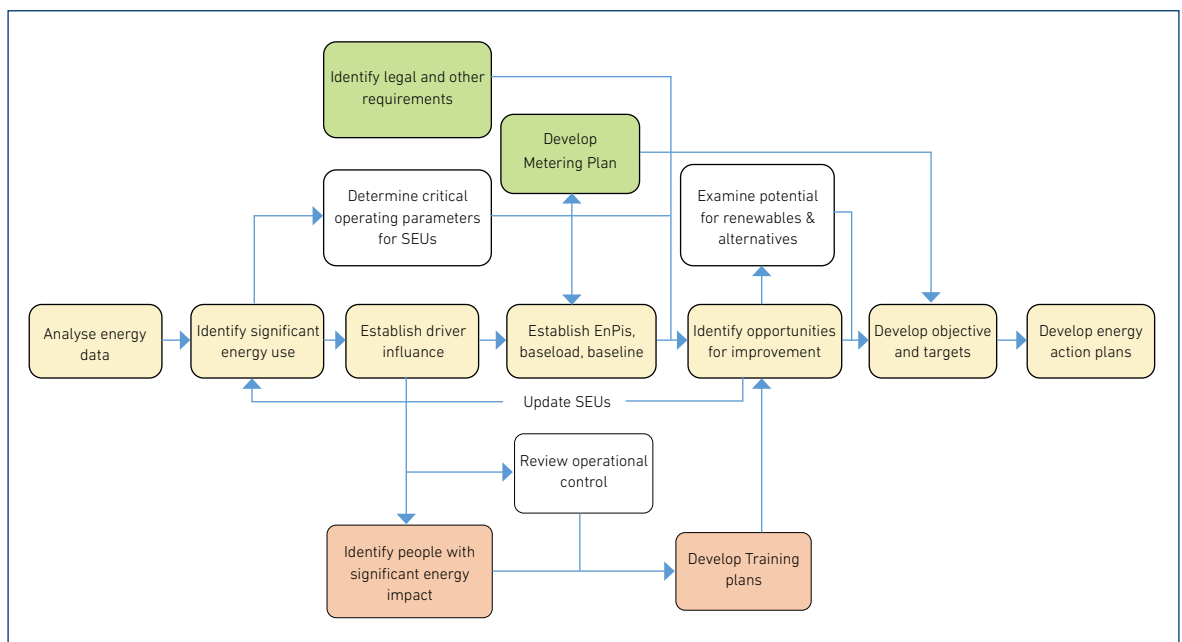 Identify legal and other
requirements
Develop
Metering Plan
Determine critical
operating parameters
for SEUs
Examine potential
for renewables &
alternatives
Analyse energy
data
Identify significant
energy use
Establish driver
influance
Establish EnPis,
baseload, baseline
Identify opportunities
for improvement
Develop objective
and targets
Develop energy
action plans
Update SEUs
Review operational
control
Identify people with
significant energy
impact
Develop Training
plans